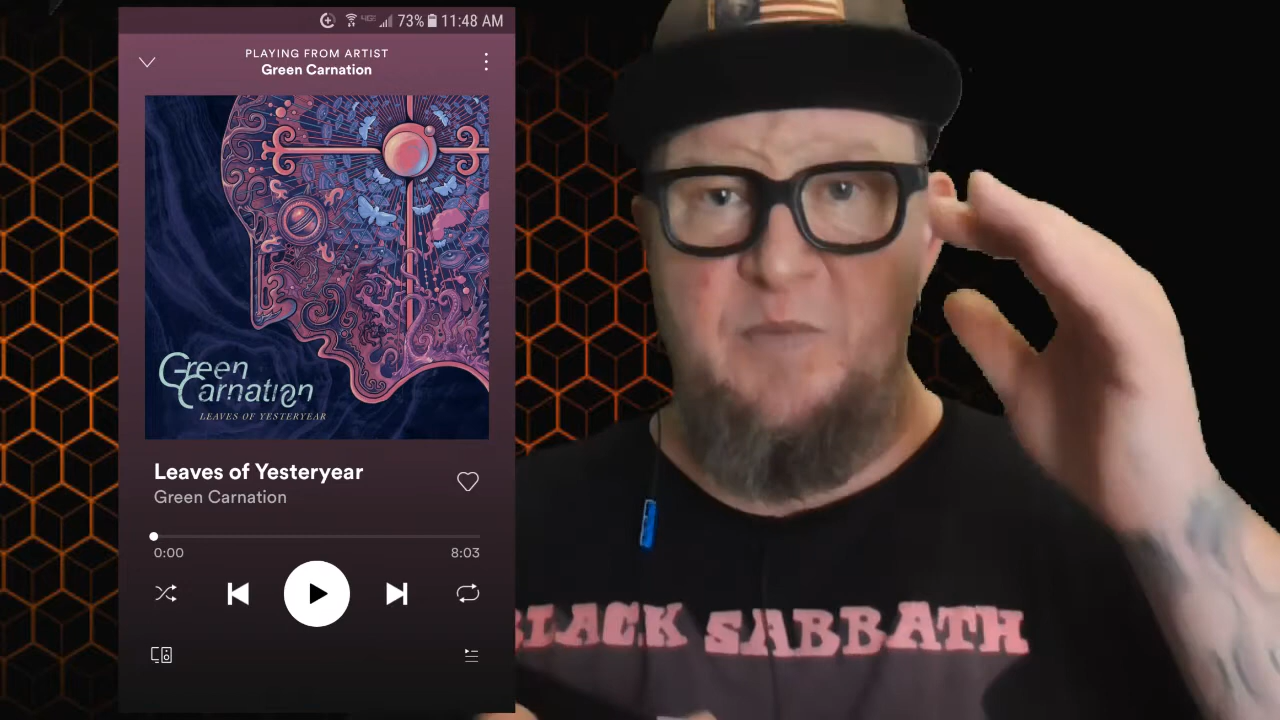 73% 11:48 AM
PLAYING FROM ARTIST
Green Carnation
Green
Carnation
LEAVES OF YESTERYEAR
Leaves of Yesteryear
Green Carnation
0:00 8:03
BLACK SABBATH